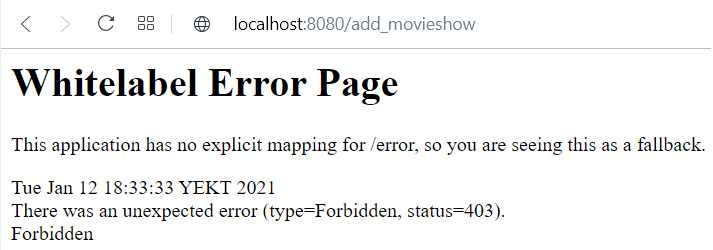 localhost:8080/add_movieshow
Whitelabel Error Page
This application has no explicit mapping for /error, so you are seeing this as a fallback.
Tue Jan 12 18:33:33 YEKT 2021
There was an unexpected error (type=Forbidden, status=403).
Forbidden